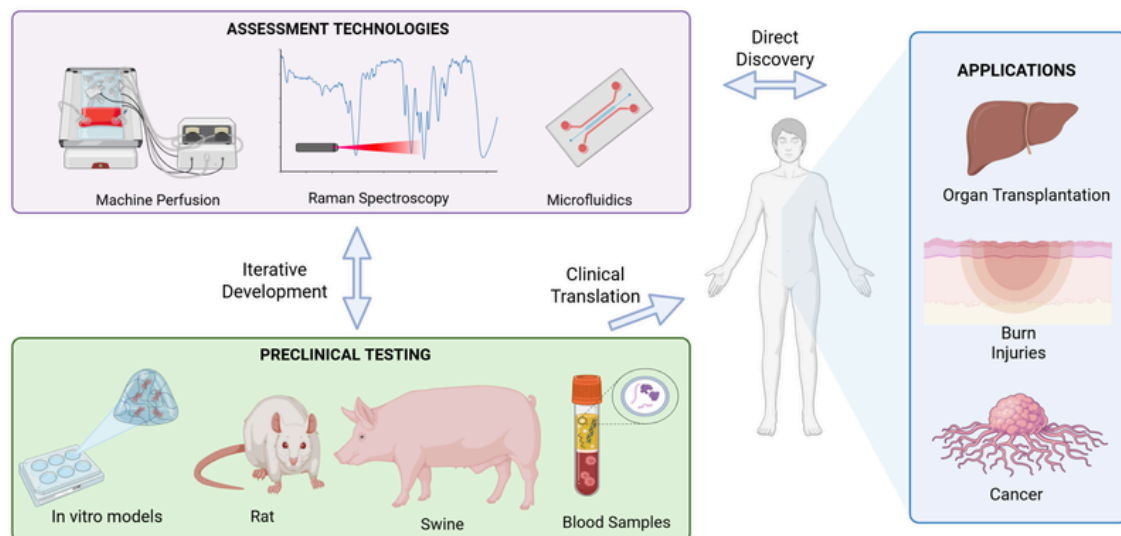 ASSESSMENT TECHNOLOGIES
Machine Perfusion
Raman Spectroscopy
Microfluidics
Direct
Discovery
Iterative
Development
Clinical
Translation
PRECLINICAL TESTING
In vitro models
Rat
Swine
Blood Samples
APPLICATIONS
Organ Transplantation
Burn
Injuries
Cancer